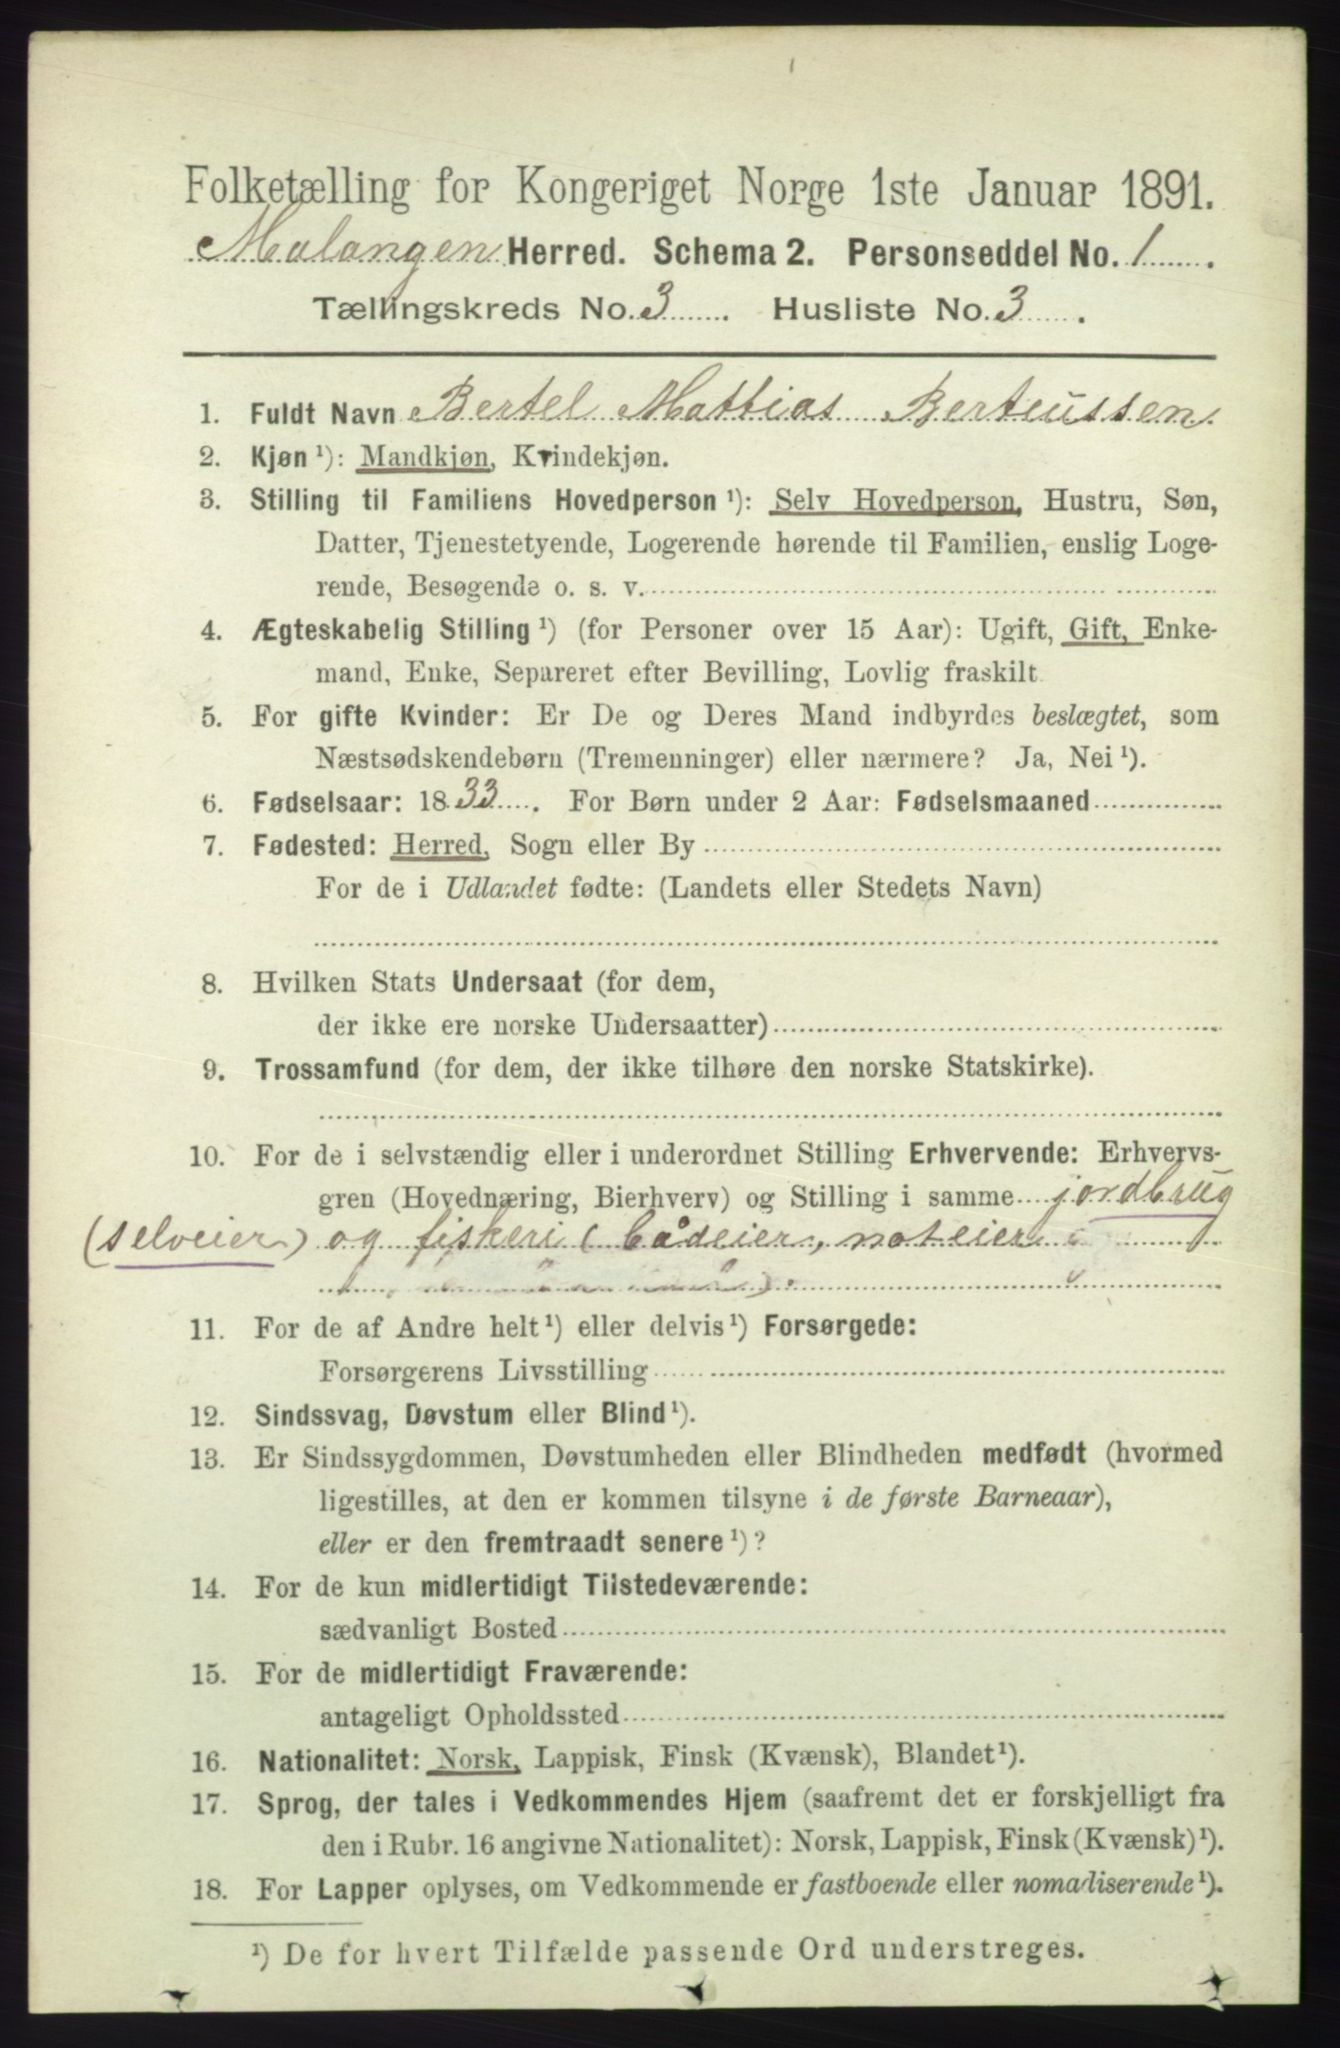 Folketælling for Kongeriget Norge 1ste Januar 1891.
Malangen Herred. Schema 2. Personseddel No. 1
Tællingskreds No. 3. Husliste No. 3.
1. Fuldt Navn Bertel Mattias Berteussen
2. Kjøn ¹): Mandkjøn, Kvindekjøn.
3. Stilling til Familiens Hovedperson ¹): Selv Hovedperson, Hustru, Søn,
Datter, Tjenestetyende, Logerende hørende til Familien, enslig Loge-
rende, Besøgende o. s. v.
4. Ægteskabelig Stilling ¹) (for Personer over 15 Aar): Ugift, Gift, Enke-
mand, Enke, Separeret efter Bevilling, Lovlig fraskilt
5. For gifte Kvinder: Er De og Deres Mand indbyrdes beslægtet, som
Næstsødskendebørn (Tremenninger) eller nærmere? Ja, Nei ¹).
6. Fødselsaar: 1833. For Børn under 2 Aar: Fødselsmaaned
7. Fødested: Herred, Sogn eller By
For de i Udlandet fødte: (Landets eller Stedets Navn)
8. Hvilken Stats Undersaat (for dem,
der ikke ere norske Undersaatter)
9. Trossamfund (for dem, der ikke tilhøre den norske Statskirke).
10. For de i selvstændig eller i underordnet Stilling Erhvervende: Erhvervs-
gren (Hovednæring, Bierhverv) og Stilling i samme jordbrug
(selveier) og fiskeri (bådeier, noteier
11. For de af Andre helt ¹) eller delvis ¹) Forsørgede:
Forsørgerens Livsstilling
12. Sindssvag, Døvstum eller Blind ¹).
13. Er Sindssygdommen, Døvstumheden eller Blindheden medfødt (hvormed
ligestilles, at den er kommen tilsyne i de første Barneaar),
eller er den fremtraadt senere ¹)?
14. For de kun midlertidigt Tilstedeværende:
sædvanligt Bosted
15. For de midlertidigt Fraværende:
antageligt Opholdssted
16. Nationalitet: Norsk, Lappisk, Finsk (Kvænsk), Blandet ¹).
17. Sprog, der tales i Vedkommendes Hjem (saafremt det er forskjelligt fra
den i Rubr. 16 angivne Nationalitet): Norsk, Lappisk, Finsk (Kvænsk) ¹).
18. For Lapper oplyses, om Vedkommende er fastboende eller nomadiserende ¹).
¹) De for hvert Tilfælde passende Ord understreges.